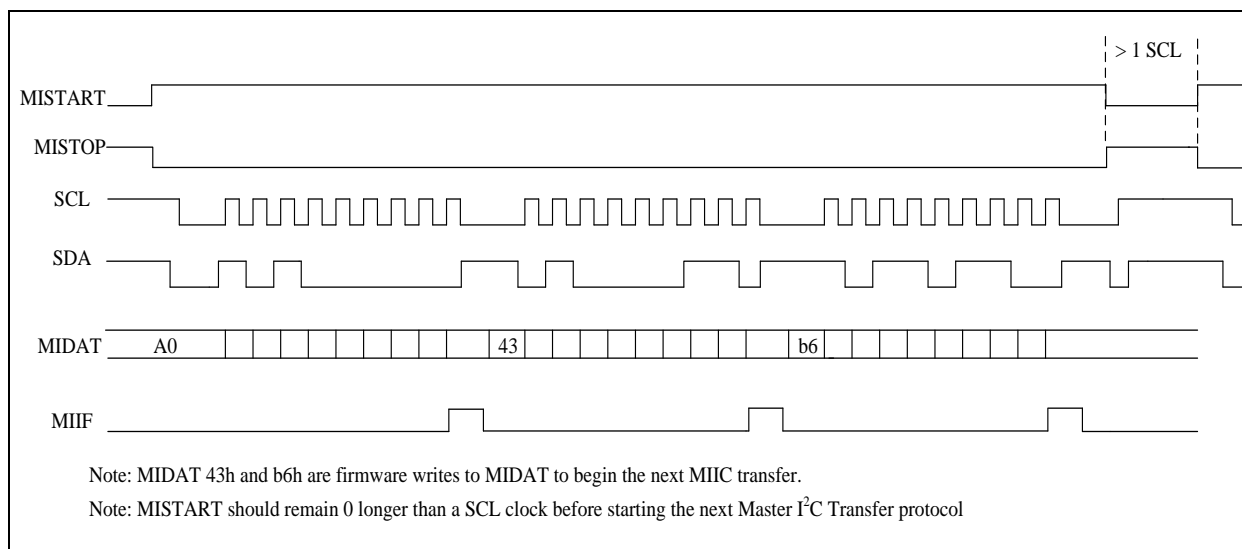 > 1 SCL
MISTART
MISTOP
SCL
SDA
MIDAT A0 43 b6
MIIF
Note: MIDAT 43h and b6h are firmware writes to MIDAT to begin the next MIIC transfer.
Note: MISTART should remain 0 longer than a SCL clock before starting the next Master I²C Transfer protocol